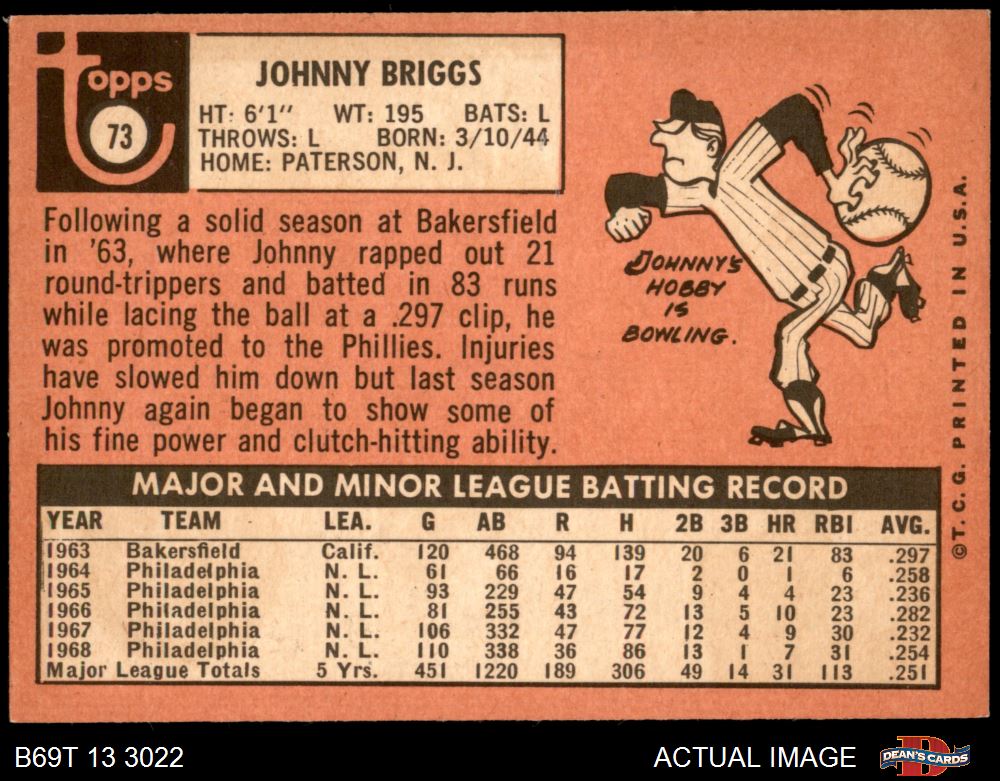 topps
73
JOHNNY BRIGGS
HT: 6'1" WT: 195 BATS: L
THROWS: L BORN: 3/10/44
HOME: PATERSON, N. J.
Following a solid season at Bakersfield
in '63, where Johnny rapped out 21
round-trippers and batted in 83 runs
while lacing the ball at a .297 clip, he
was promoted to the Phillies. Injuries
have slowed him down but last season
Johnny again began to show some of
his fine power and clutch-hitting ability.
JOHNNY'S
HOBBY
IS
BOWLING.
©T. C. G. PRINTED IN U.S.A.
MAJOR AND MINOR LEAGUE BATTING RECORD
YEAR TEAM LEA. G AB R H 2B 3B HR RBI AVG.
1963 Bakersfield Calif. 120 468 94 139 20 6 21 83 .297
1964 Philadelphia N. L. 61 66 16 17 2 0 1 6 .258
1965 Philadelphia N. L. 93 229 47 54 9 4 4 23 .236
1966 Philadelphia N. L. 81 255 43 72 13 5 10 23 .282
1967 Philadelphia N. L. 106 332 47 77 12 4 9 30 .232
1968 Philadelphia N. L. 110 338 36 86 13 1 7 31 .254
Major League Totals 5 Yrs. 451 1220 189 306 49 14 31 113 .251
B69T 13 3022 ACTUAL IMAGE DEAN'S CARDS